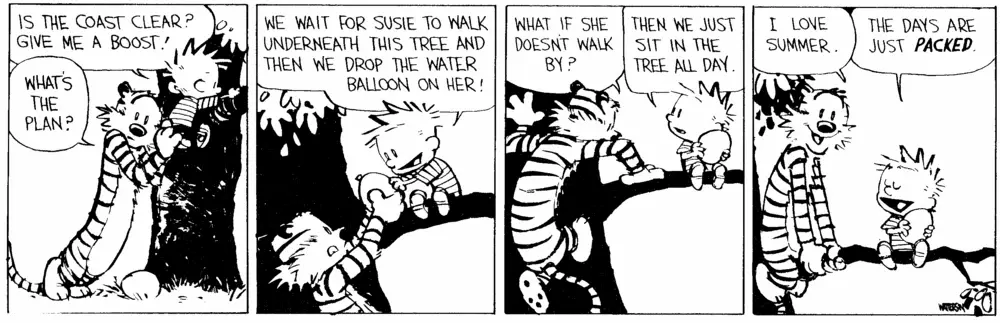 IS THE COAST CLEAR?
GIVE ME A BOOST!
WHAT'S
THE
PLAN?
WE WAIT FOR SUSIE TO WALK
UNDERNEATH THIS TREE AND
THEN WE DROP THE WATER
BALLOON ON HER!
WHAT IF SHE
DOESN'T WALK
BY?
THEN WE JUST
SIT IN THE
TREE ALL DAY.
I LOVE
SUMMER.
THE DAYS ARE
JUST PACKED.
WATTERSON